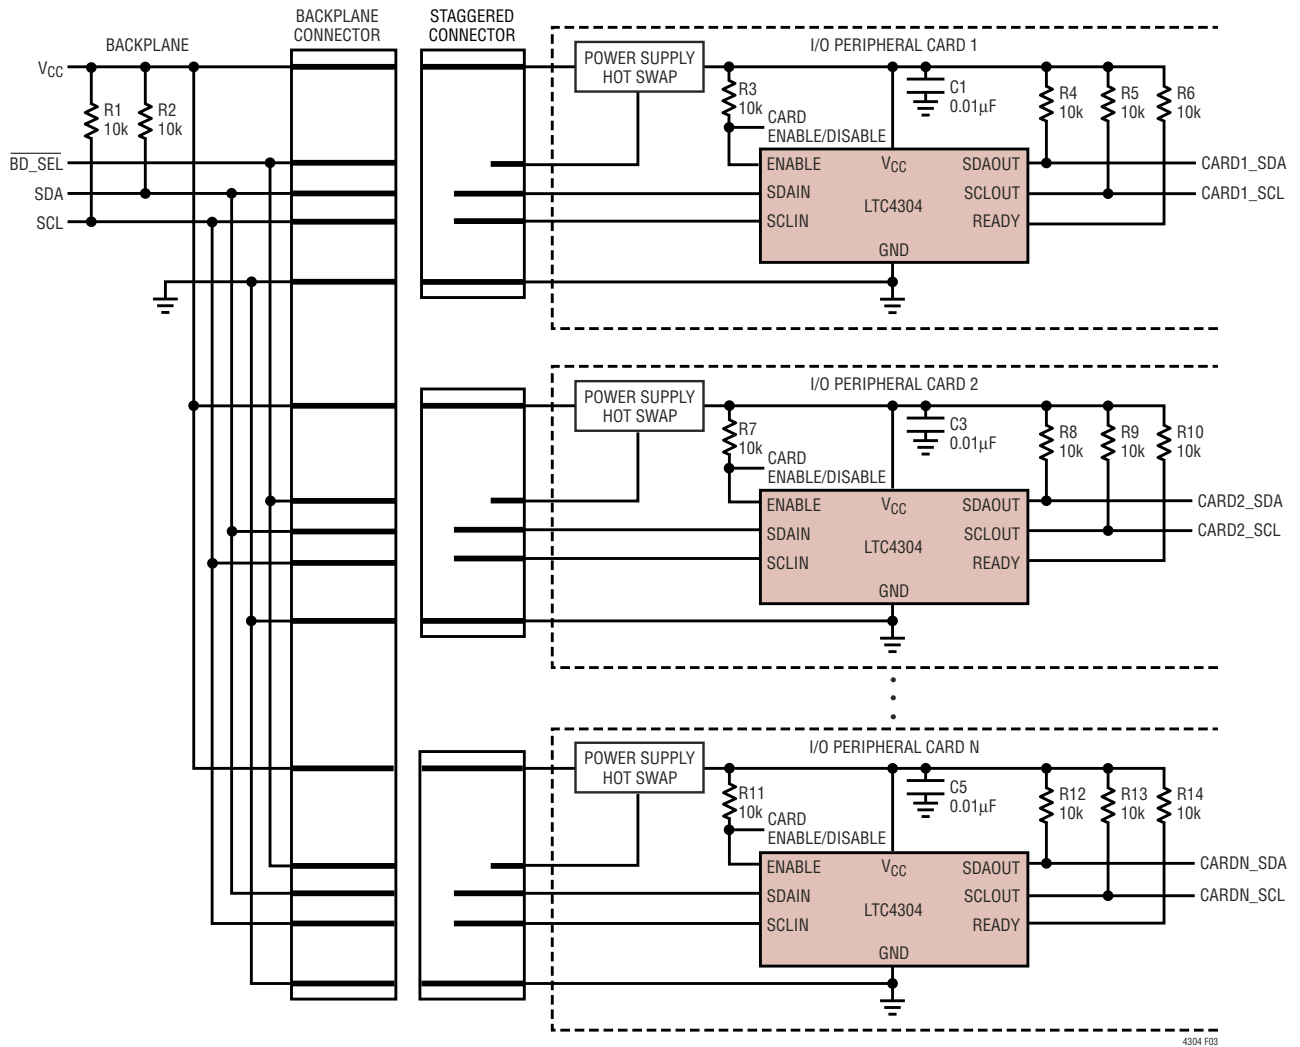 BACKPLANE
CONNECTOR
STAGGERED
CONNECTOR
BACKPLANE
VCC
R1
10k
R2
10k
BD_SEL
SDA
SCL
I/O PERIPHERAL CARD 1
POWER SUPPLY
HOT SWAP
R3
10k
CARD
ENABLE/DISABLE
C1
0.01µF
R4
10k
R5
10k
R6
10k
ENABLE
VCC
SDAOUT
SDAIN
SCLOUT
LTC4304
SCLIN
READY
GND
CARD1_SDA
CARD1_SCL
I/O PERIPHERAL CARD 2
POWER SUPPLY
HOT SWAP
R7
10k
CARD
ENABLE/DISABLE
C3
0.01µF
R8
10k
R9
10k
R10
10k
ENABLE
VCC
SDAOUT
SDAIN
SCLOUT
LTC4304
SCLIN
READY
GND
CARD2_SDA
CARD2_SCL
I/O PERIPHERAL CARD N
POWER SUPPLY
HOT SWAP
R11
10k
CARD
ENABLE/DISABLE
C5
0.01µF
R12
10k
R13
10k
R14
10k
ENABLE
VCC
SDAOUT
SDAIN
SCLOUT
LTC4304
SCLIN
READY
GND
CARDN_SDA
CARDN_SCL
4304 F03